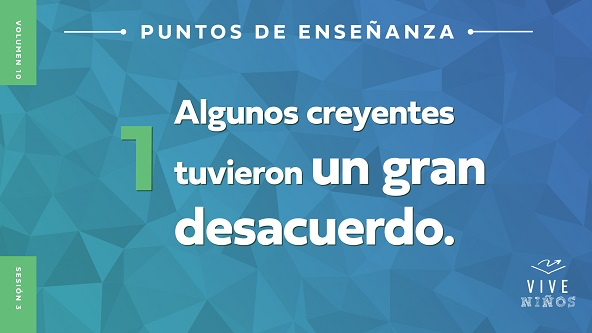 VOLUMEN 10
PUNTOS DE ENSEÑANZA
1
Algunos creyentes
tuvieron un gran
desacuerdo.
SESIÓN 3
VIVE
NIÑOS